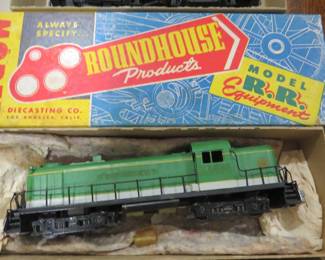 ALWAYS
SPECIFY...
ROUNDHOUSE
Products
MODEL
R.R.
Equipment
DIECASTING CO.
LOS ANGELES, CALIF.